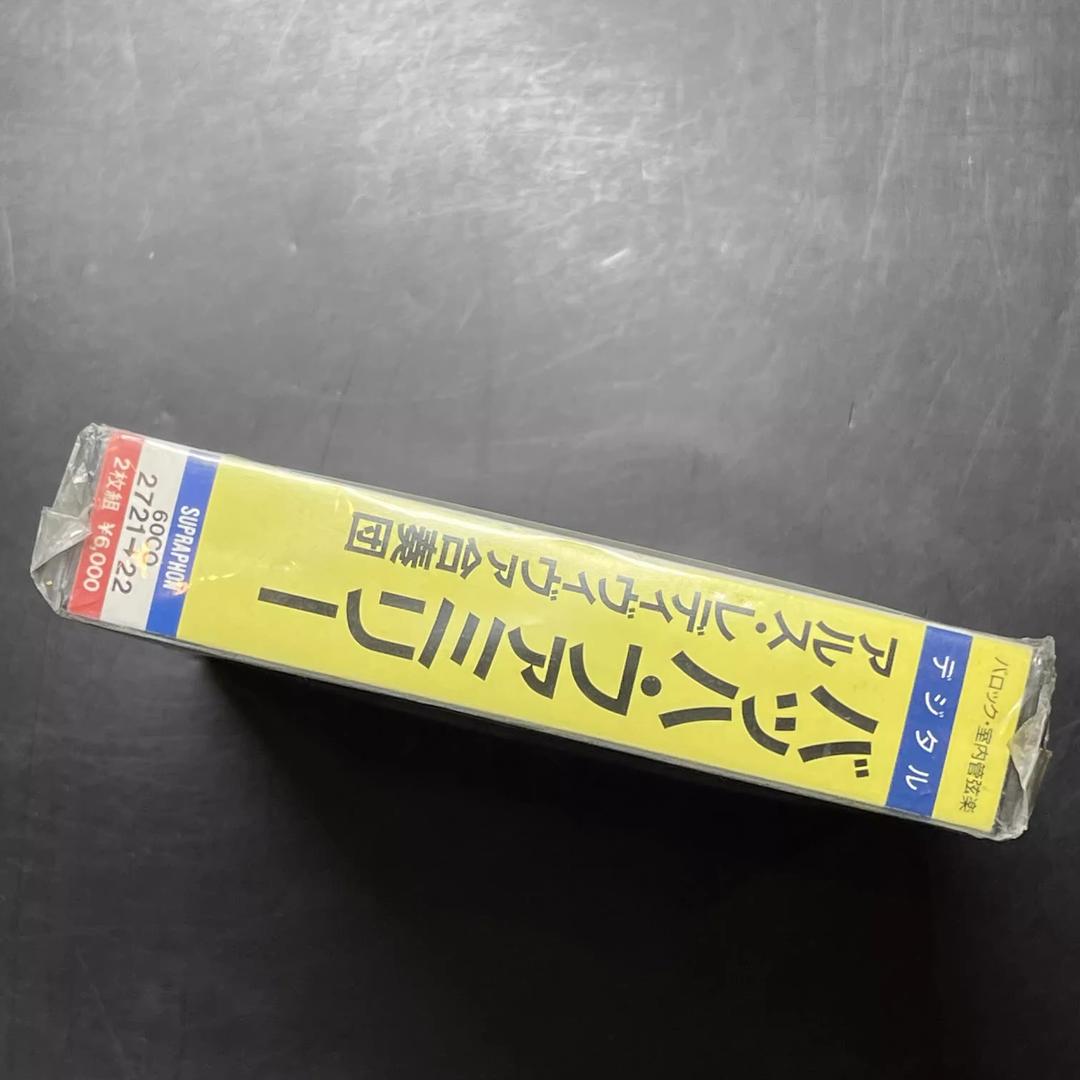 バロック・室内管弦楽
デジタル
バッハ・ファミリー
アルス・レディヴィヴァ合奏団
SUPRAPHON
60CO
2721→22
2枚組 ¥6,000